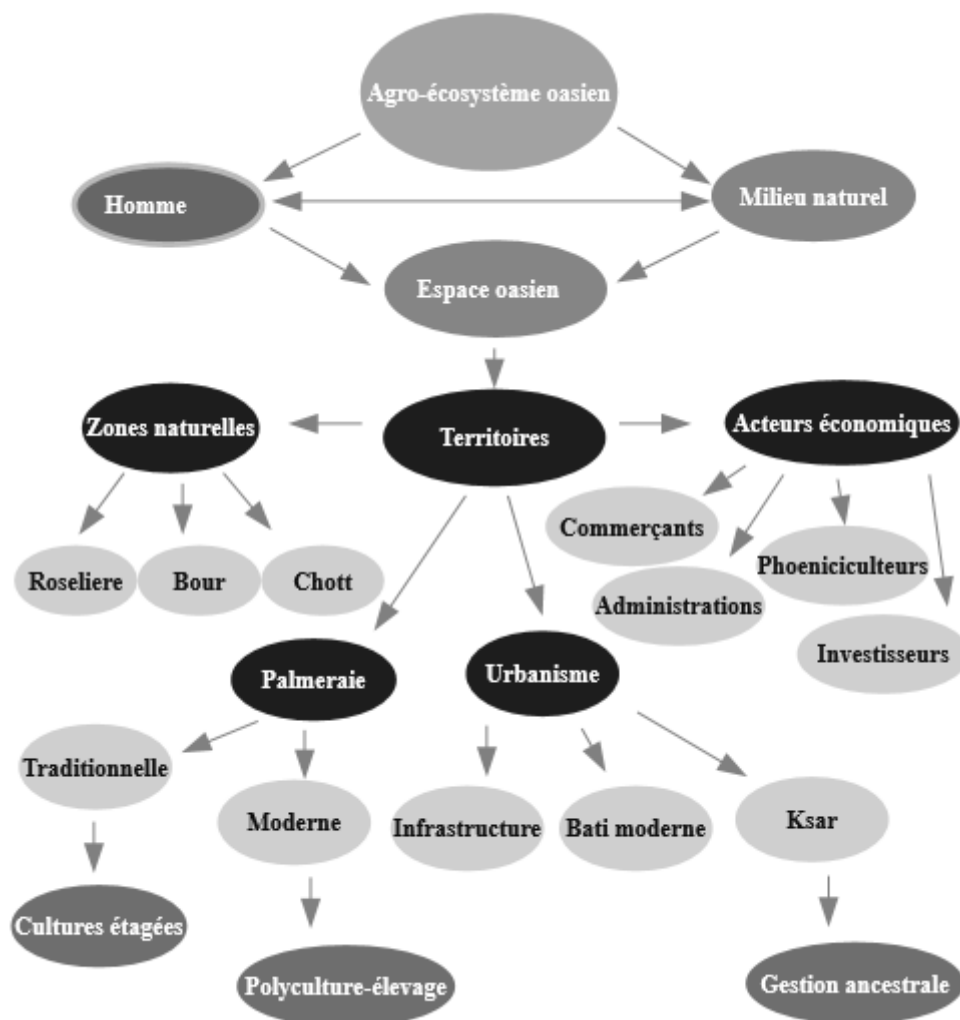 Agro-écosystème oasien
Homme
Milieu naturel
Espace oasien
Zones naturelles
Territoires
Acteurs économiques
Commerçants
Phoeniciculteurs
Roseliere
Bour
Chott
Administrations
Investisseurs
Palmeraie
Urbanisme
Traditionnelle
Moderne
Infrastructure
Bati moderne
Ksar
Cultures étagées
Polyculture-élevage
Gestion ancestrale